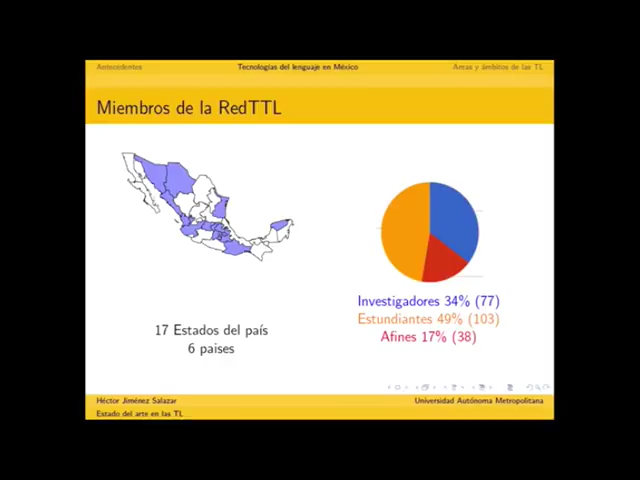 Antecedentes Tecnologías del lenguaje en México Áreas y ámbitos de las TL
Miembros de la RedTTL
17 Estados del país
6 paises
Investigadores 34% (77)
Estundiantes 49% (103)
Afines 17% (38)
Héctor Jiménez Salazar Universidad Autónoma Metropolitana
Estado del arte en las TL